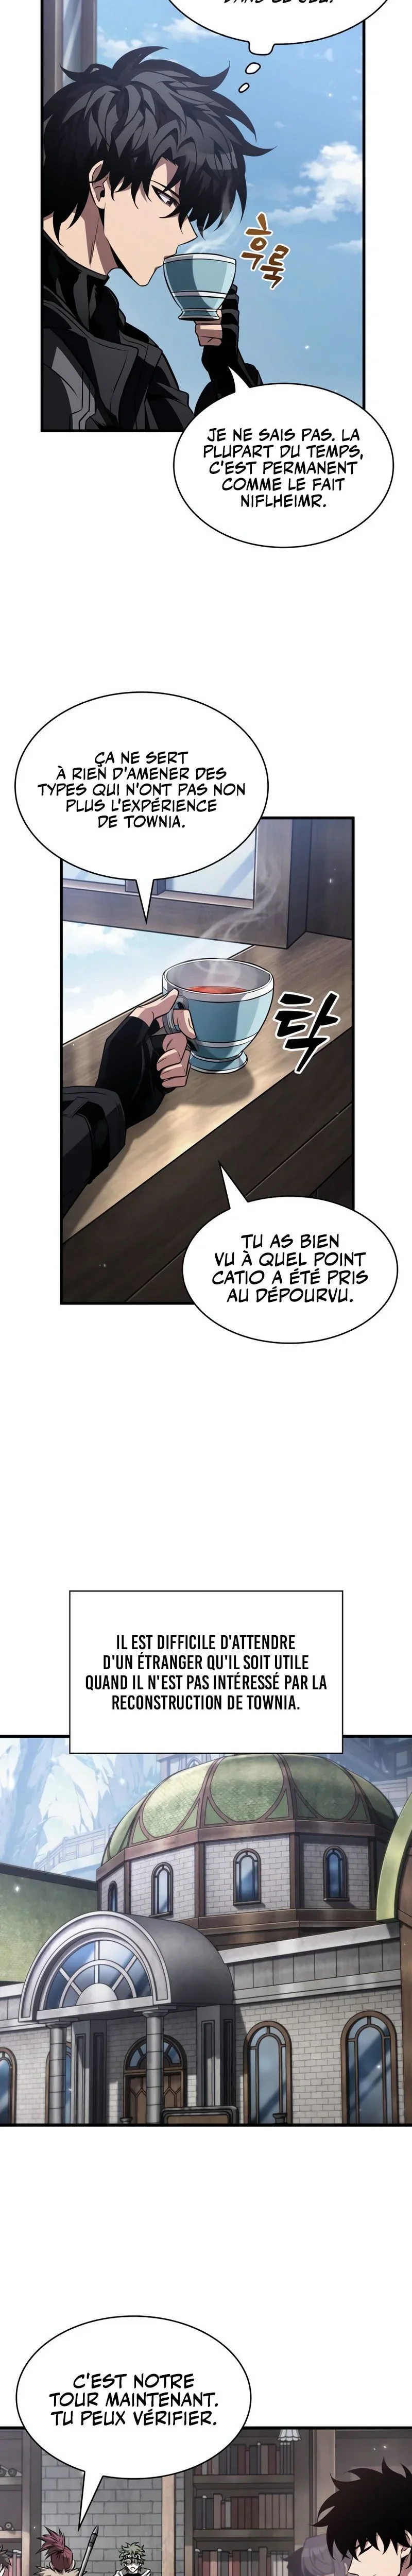 JE NE SAIS PAS. LA
PLUPART DU TEMPS,
C'EST PERMANENT
COMME LE FAIT
NIFLHEIMR.
후룩
ÇA NE SERT
À RIEN D'AMENER DES
TYPES QUI N'ONT PAS NON
PLUS L'EXPÉRIENCE
DE TOWNIA.
탁
TU AS BIEN
VU À QUEL POINT
CATIO A ÉTÉ PRIS
AU DÉPOURVU.
IL EST DIFFICILE D'ATTENDRE
D'UN ÉTRANGER QU'IL SOIT UTILE
QUAND IL N'EST PAS INTÉRESSÉ PAR LA
RECONSTRUCTION DE TOWNIA.
C'EST NOTRE
TOUR MAINTENANT.
TU PEUX VÉRIFIER.